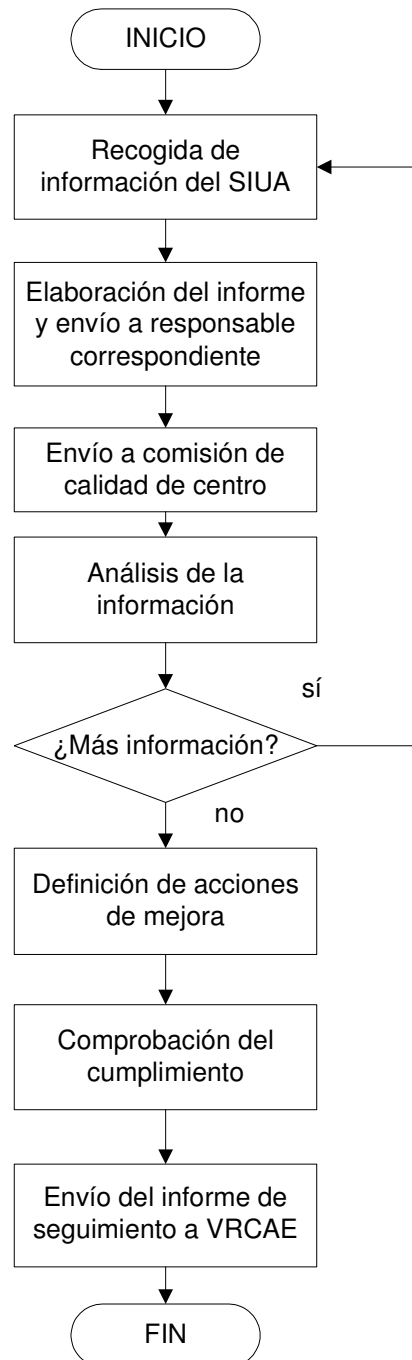 INICIO
Recogida de
información del SIUA
Elaboración del informe
y envío a responsable
correspondiente
Envío a comisión de
calidad de centro
Análisis de la
información
sí
¿Más información?
no
Definición de acciones
de mejora
Comprobación del
cumplimiento
Envío del informe de
seguimiento a VRCAE
FIN